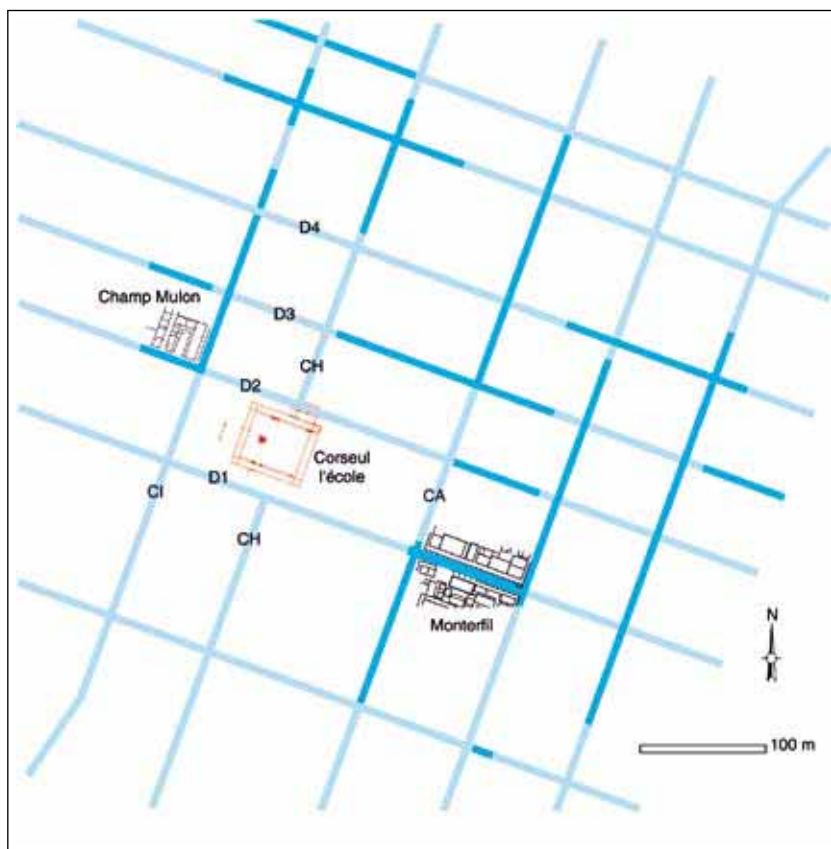 D4
Champ Mulon
D3
CH
D2
Corseul
l'école
D1
CI
CA
CH
Monterfil
N
100 m